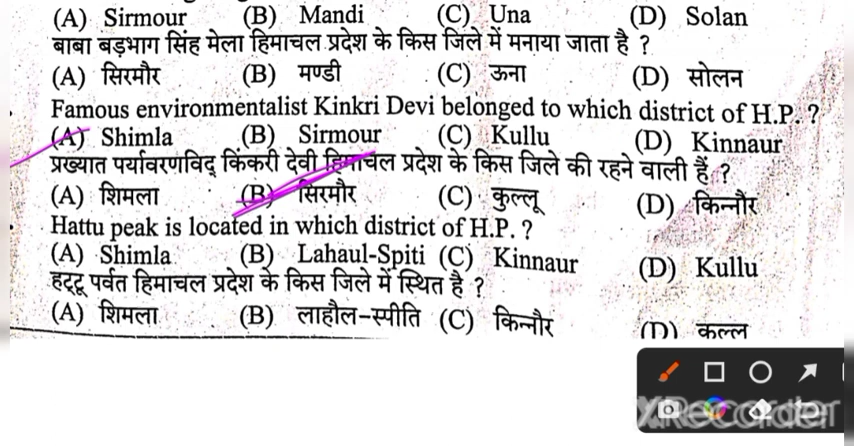 (A) Sirmour (B) Mandi (C) Una (D) Solan
बाबा बड़भाग सिंह मेला हिमाचल प्रदेश के किस जिले में मनाया जाता है ?
(A) सिरमौर (B) मण्डी (C) ऊना (D) सोलन
Famous environmentalist Kinkri Devi belonged to which district of H.P. ?
(A) Shimla (B) Sirmour (C) Kullu (D) Kinnaur
प्रख्यात पर्यावरणविद् किंकरी देवी हिमाचल प्रदेश के किस जिले की रहने वाली हैं ?
(A) शिमला (B) सिरमौर (C) कुल्लू (D) किन्नौर
Hattu peak is located in which district of H.P. ?
(A) Shimla (B) Lahaul-Spiti (C) Kinnaur (D) Kullu
हट्टू पर्वत हिमाचल प्रदेश के किस जिले में स्थित है ?
(A) शिमला (B) लाहौल-स्पीति (C) किन्नौर (D)
XRecorder